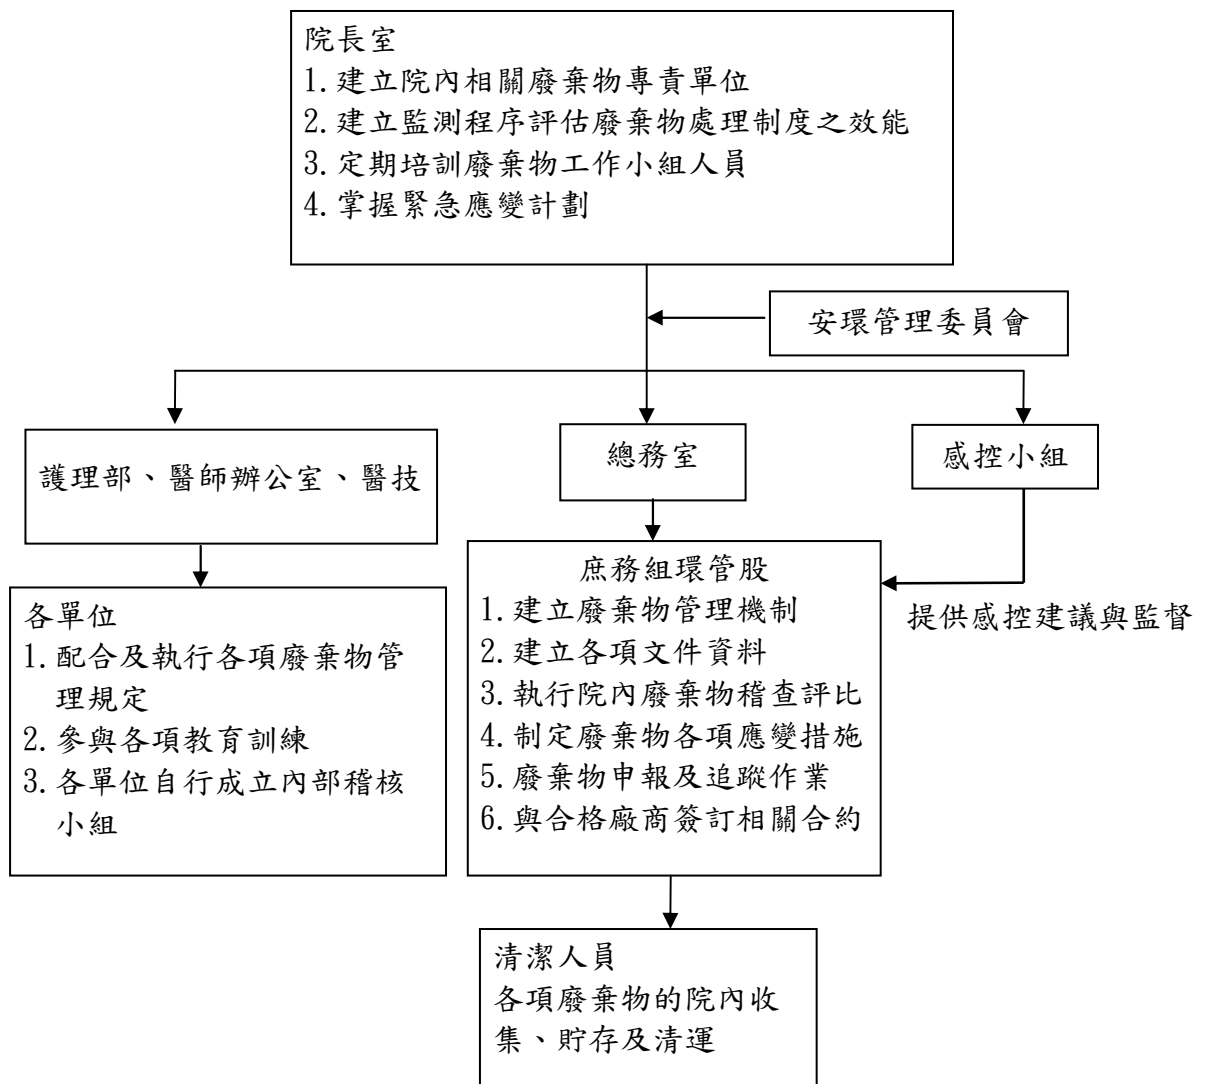 院長室
1.建立院內相關廢棄物專責單位
2.建立監測程序評估廢棄物處理制度之效能
3.定期培訓廢棄物工作小組人員
4.掌握緊急應變計劃
安環管理委員會
護理部、醫師辦公室、醫技
總務室
感控小組
各單位
1.配合及執行各項廢棄物管
理規定
2.參與各項教育訓練
3.各單位自行成立內部稽核
小組
庶務組環管股
1.建立廢棄物管理機制
2.建立各項文件資料
3.執行院內廢棄物稽查評比
4.制定廢棄物各項應變措施
5.廢棄物申報及追蹤作業
6.與合格廠商簽訂相關合約
提供感控建議與監督
清潔人員
各項廢棄物的院內收
集、貯存及清運